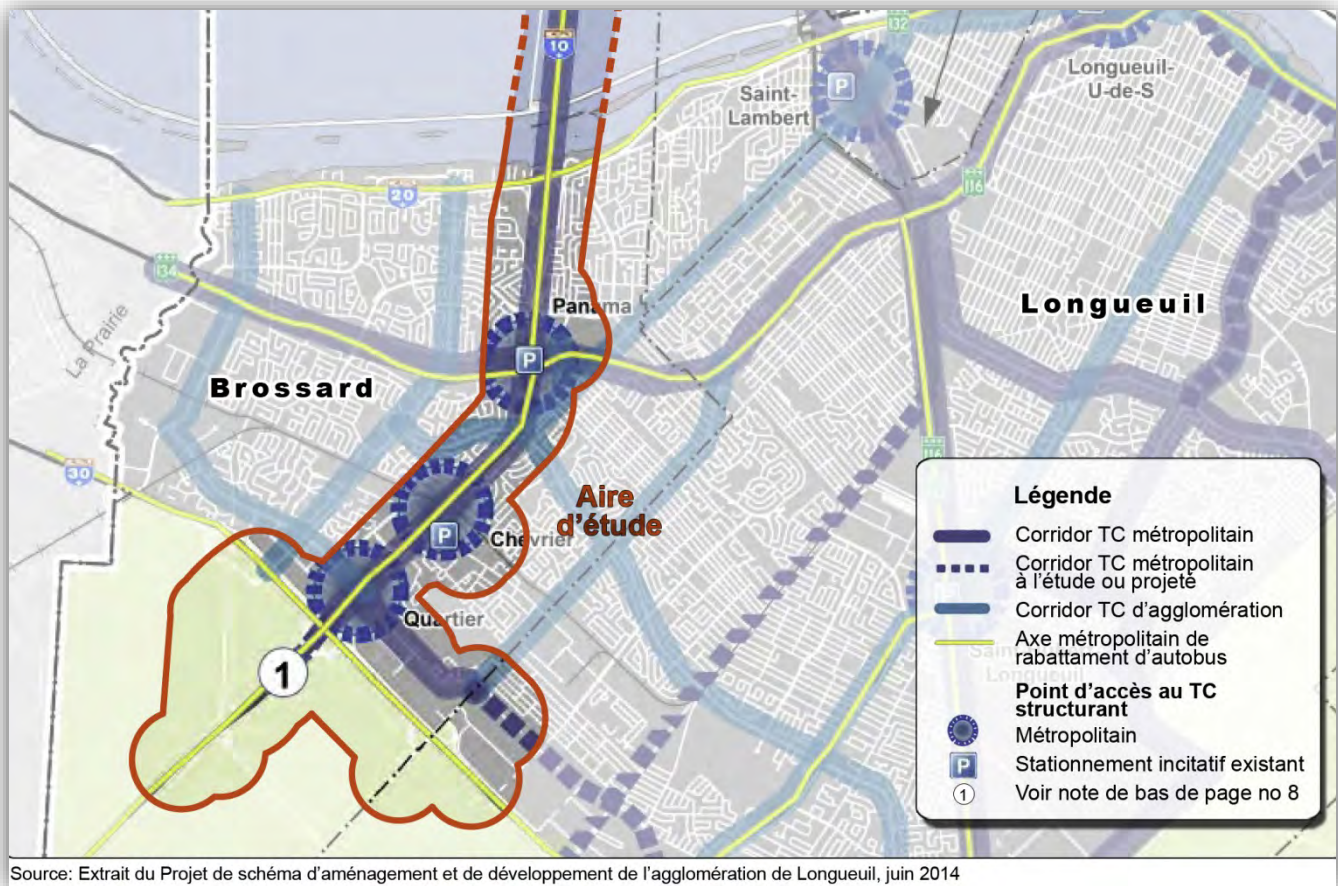 10
132
Longueuil-
U-de-S
Saint-
Lambert
P
116
20
134
Panama
Longueuil
P
La Prairie
Brossard
116
30
Aire
d'étude
P
Chevrier
Quartier
1
Légende
Corridor TC métropolitain
Corridor TC métropolitain
à l'étude ou projeté
Corridor TC d'agglomération
Axe métropolitain de
rabattament d'autobus
Point d'accès au TC
structurant
Métropolitain
P Stationnement incitatif existant
1 Voir note de bas de page no 8
Source: Extrait du Projet de schéma d'aménagement et de développement de l'agglomération de Longueuil, juin 2014